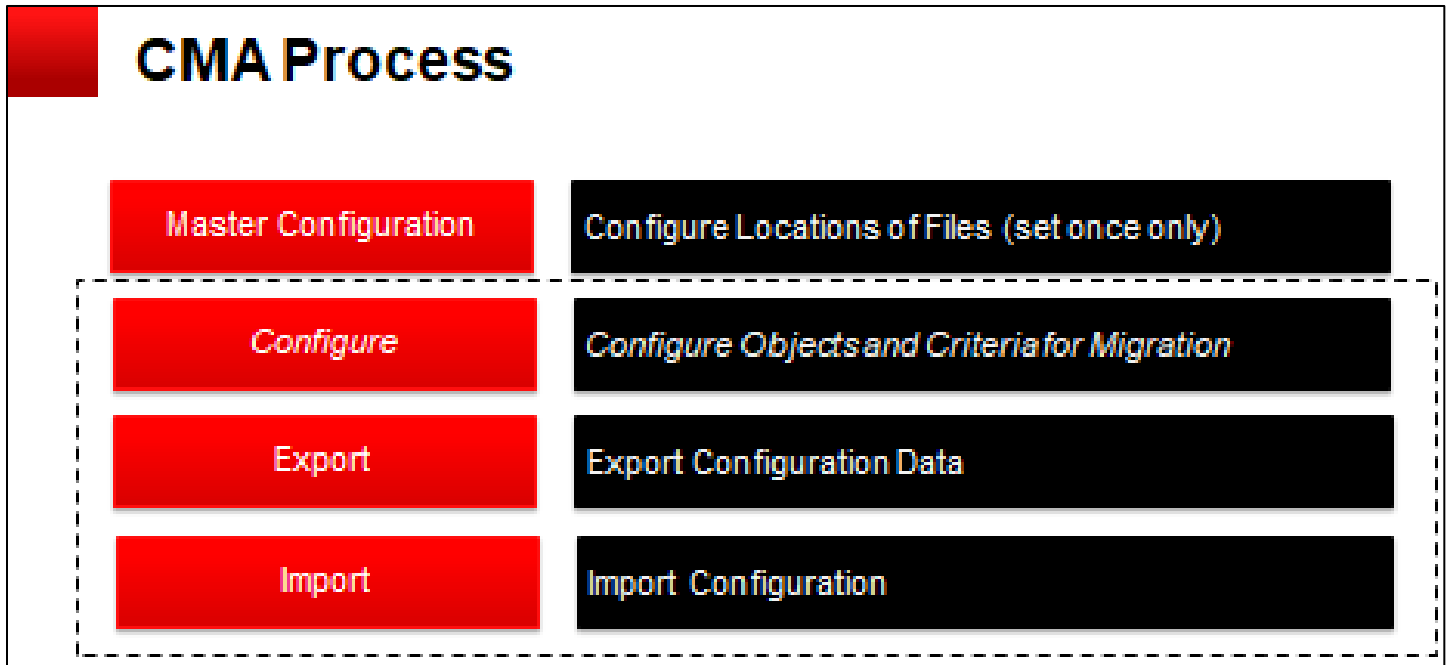 CMA Process
Master Configuration
Configure Locations of Files (set once only)
Configure
Configure Objects and Criteria for Migration
Export
Export Configuration Data
Import
Import Configuration